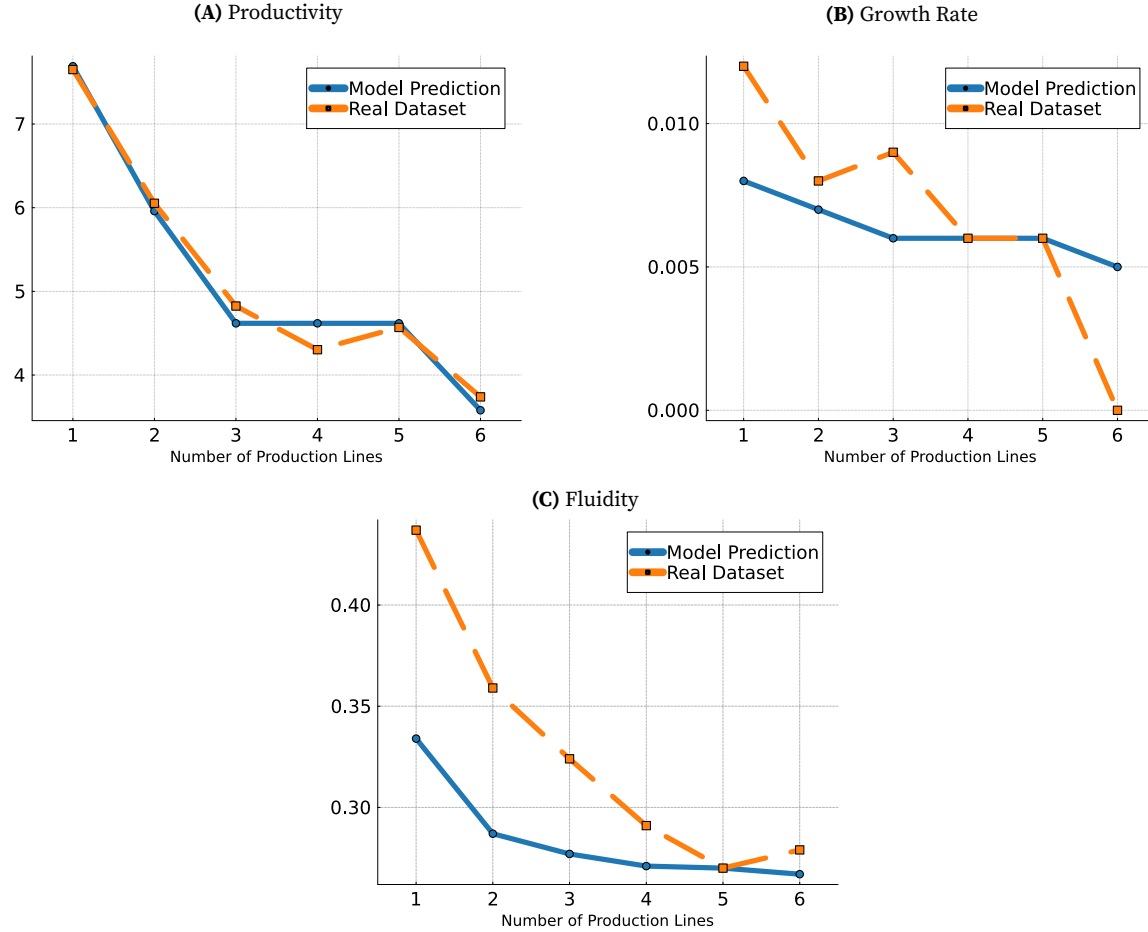 (A) Productivity
Model Prediction
Real Dataset
7
6
5
4
1 2 3 4 5 6
Number of Production Lines
(B) Growth Rate
Model Prediction
Real Dataset
0.010
0.005
0.000
1 2 3 4 5 6
Number of Production Lines
(C) Fluidity
Model Prediction
Real Dataset
0.40
0.35
0.30
1 2 3 4 5 6
Number of Production Lines